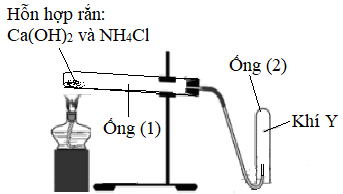 Hỗn hợp rắn:
Ca(OH)2 và NH4Cl
Ống (2)
Khí Y
Ống (1)